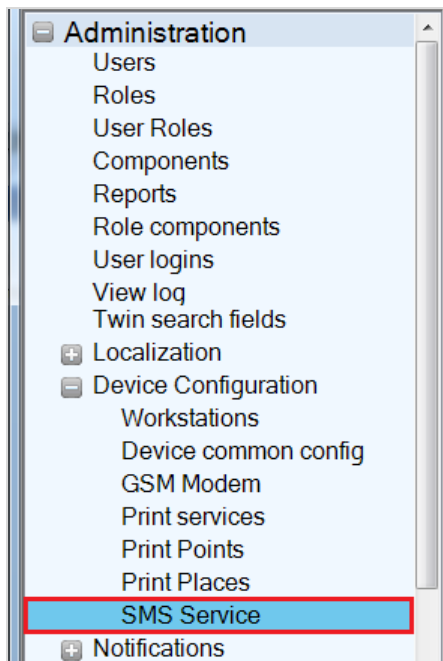 Administration
Users
Roles
User Roles
Components
Reports
Role components
User logins
View log
Twin search fields
Localization
Device Configuration
Workstations
Device common config
GSM Modem
Print services
Print Points
Print Places
SMS Service
Notifications